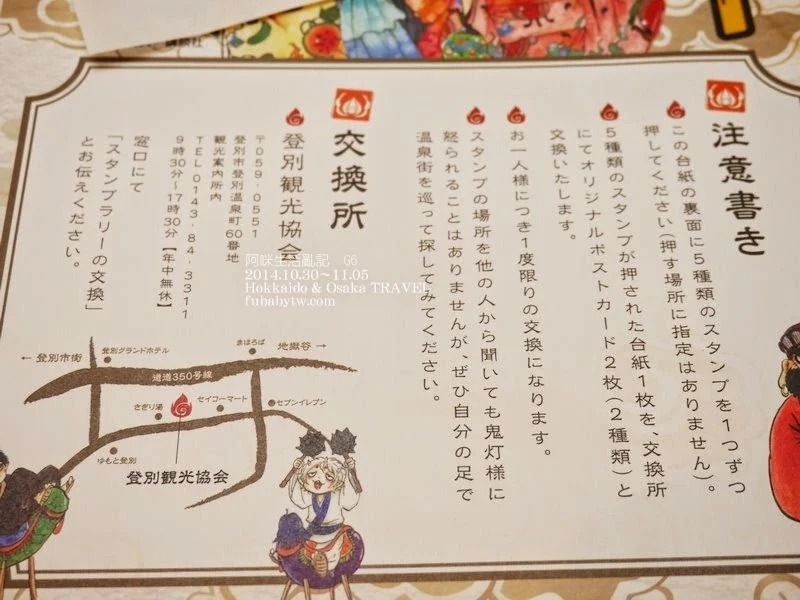 注意書き
この台紙の裏面に5種類のスタンプを1つずつ
押してください(押す場所に指定はありません)。
5種類のスタンプが押された台紙1枚を、交換所
にてオリジナルポストカード2枚(2種類)と
交換いたします。
お一人様につき1度限りの交換になります。
スタンプの場所を他の人から聞いても鬼灯様に
怒られることはありませんが、ぜひ自分の足で
温泉街を巡って探してみてください。
交換所
登別観光協会
〒059-0551
登別市登別温泉町60番地
観光案内所内
TEL0143-84-3311
9時30分~17時30分【年中無休】
窓口にて
「スタンプラリーの交換」
とお伝えください。
阿咪生活亂記 G6
2014.10.30~11.05
Hokkaido & Osaka TRAVEL
fubabytw.com
← 登別市街
登別グランドホテル
まほろば
地獄谷 →
道道350号線
さぎり湯
セイコーマート
セブンイレブン
ゆもと登別
登別観光協会